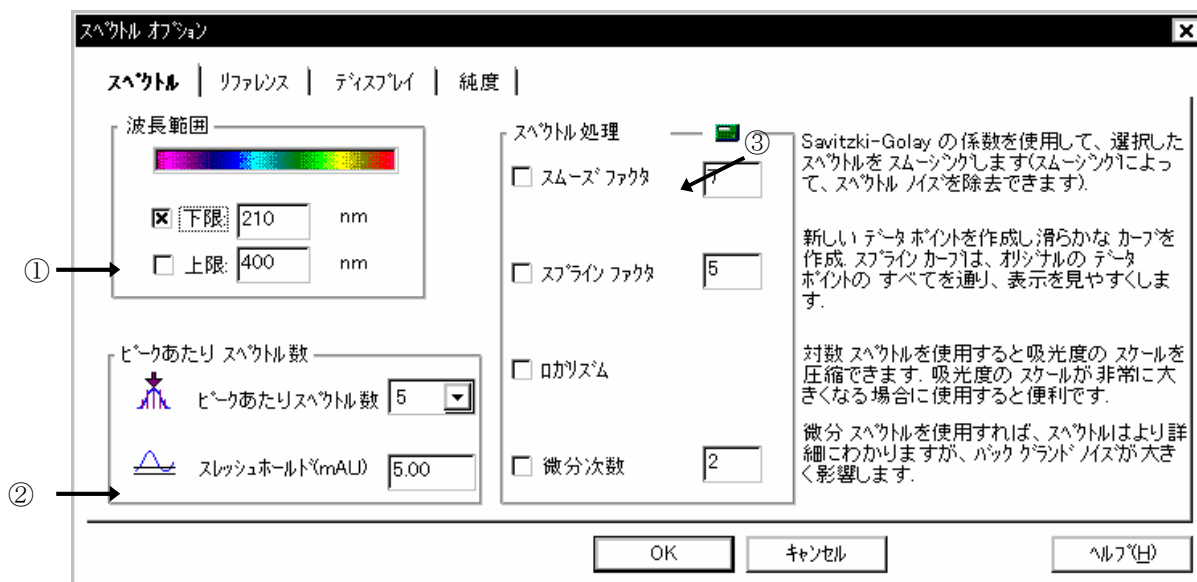 ｽﾍﾟｸﾄﾙ ｵﾌﾟｼｮﾝ
ｽﾍﾟｸﾄﾙ | ﾘﾌｧﾚﾝｽ | ﾃﾞｨｽﾌﾟﾚｲ | 純度 |
波長範囲
下限: 210 nm
上限: 400 nm
①
ﾋﾟｰｸあたり ｽﾍﾟｸﾄﾙ数
ﾋﾟｰｸあたりｽﾍﾟｸﾄﾙ数 5
ｽﾚｯｼｭﾎｰﾙﾄﾞ(mAU) 5.00
②
ｽﾍﾟｸﾄﾙ処理
③
ｽﾑｰｽﾞﾌｧｸﾀ 7
ｽﾌﾟﾗｲﾝ ﾌｧｸﾀ 5
ﾛｶﾞﾘｽﾞﾑ
微分次数 2
Savitzki-Golay の係数を使用して、選択した
ｽﾍﾟｸﾄﾙを ｽﾑｰｼﾝｸﾞします(ｽﾑｰｼﾝｸﾞによっ
て、ｽﾍﾟｸﾄﾙ ﾉｲｽﾞを除去できます).
新しい ﾃﾞｰﾀ ﾎﾟｲﾝﾄを作成し滑らかな ｶｰﾌﾞを
作成. ｽﾌﾟﾗｲﾝ ｶｰﾌﾞは、ｵﾘｼﾞﾅﾙの ﾃﾞｰﾀ
ﾎﾟｲﾝﾄの すべてを通り、表示を見やすくしま
す.
対数 ｽﾍﾟｸﾄﾙを使用すると吸光度の ｽｹｰﾙを
圧縮できます. 吸光度の ｽｹｰﾙが非常に大
きくなる場合に使用すると便利です.
微分 ｽﾍﾟｸﾄﾙを使用すれば、ｽﾍﾟｸﾄﾙはより詳
細にわかりますが、ﾊﾞｯｸ ｸﾞﾗﾝﾄﾞ ﾉｲｽﾞが大き
く影響します.
OK
ｷｬﾝｾﾙ
ﾍﾙﾌﾟ(H)